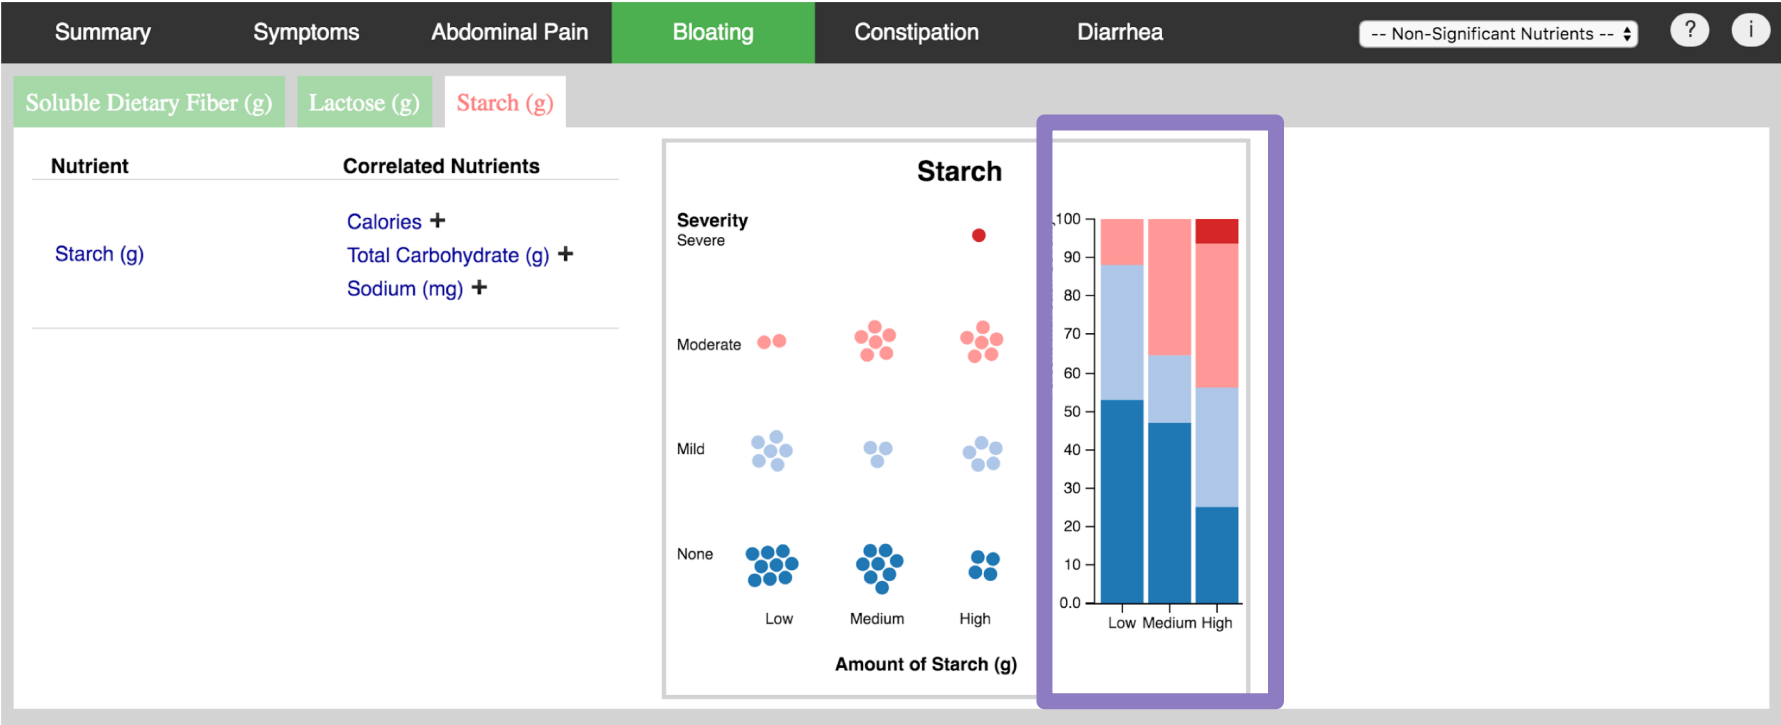 Summary Symptoms Abdominal Pain Bloating Constipation Diarrhea -- Non-Significant Nutrients -- ? i
Soluble Dietary Fiber (g) Lactose (g) Starch (g)
Nutrient Correlated Nutrients
Starch (g)
Calories +
Total Carbohydrate (g) +
Sodium (mg) +
Starch
Severity
Severe
Moderate
Mild
None
Low Medium High
Amount of Starch (g)
100
90
80
70
60
50
40
30
20
10
0.0
Low Medium High